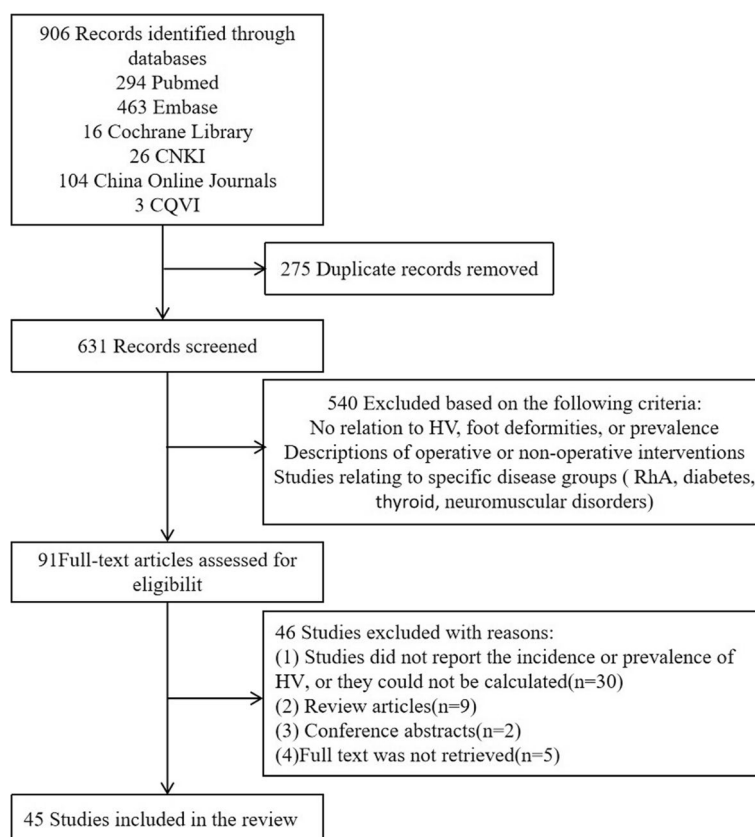 906 Records identified through
databases
294 Pubmed
463 Embase
16 Cochrane Library
26 CNKI
104 China Online Journals
3 CQVI
275 Duplicate records removed
631 Records screened
540 Excluded based on the following criteria:
No relation to HV, foot deformities, or prevalence
Descriptions of operative or non-operative interventions
Studies relating to specific disease groups ( RhA, diabetes,
thyroid, neuromuscular disorders)
91Full-text articles assessed for
eligibilit
46 Studies excluded with reasons:
(1) Studies did not report the incidence or prevalence of
HV, or they could not be calculated(n=30)
(2) Review articles(n=9)
(3) Conference abstracts(n=2)
(4)Full text was not retrieved(n=5)
45 Studies included in the review